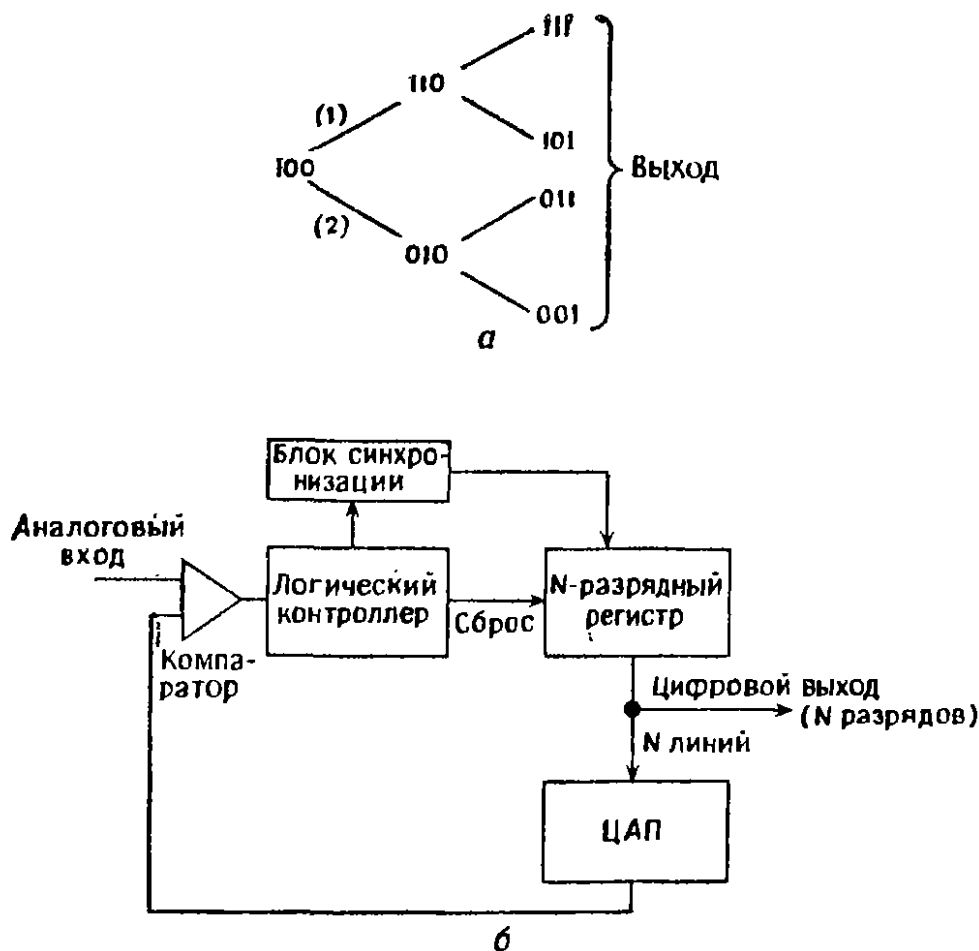 111
110
(1)
101
100
Выход
(2)
011
010
001
а
Блок синхро-
низации
Аналоговый
вход
Логический
контроллер
Сброс
N-разрядный
регистр
Компа-
ратор
Цифровой выход
(N разрядов)
N линий
ЦАП
б